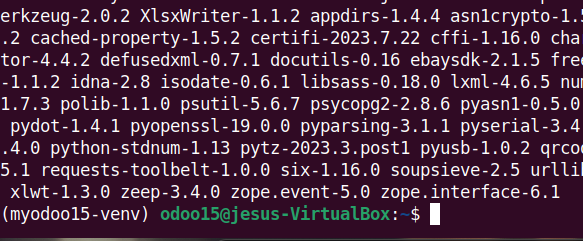 erkzeug-2.0.2 XlsxWriter-1.1.2 appdirs-1.4.4 asn1crypto-1.5
.2 cached-property-1.5.2 certifi-2023.7.22 cffi-1.16.0 cha
tor-4.4.2 defusedxml-0.7.1 docutils-0.16 ebaysdk-2.1.5 free
-1.1.2 idna-2.8 isodate-0.6.1 libsass-0.18.0 lxml-4.6.5 num
1.7.3 polib-1.1.0 psutil-5.6.7 psycopg2-2.8.6 pyasn1-0.5.0
pydot-1.4.1 pyopenssl-19.0.0 pyparsing-3.1.1 pyserial-3.4
.4.0 python-stdnum-1.13 pytz-2023.3.post1 pyusb-1.0.2 qrcod
5.1 requests-toolbelt-1.0.0 six-1.16.0 soupsieve-2.5 urllib
xlwt-1.3.0 zeep-3.4.0 zope.event-5.0 zope.interface-6.1
(myodoo15-venv) odoo15@jesus-VirtualBox:~$